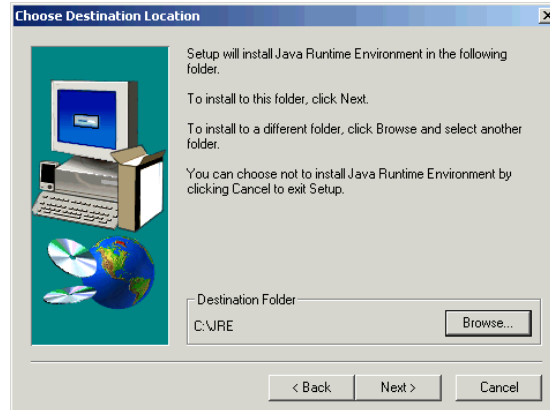 Choose Destination Location
Setup will install Java Runtime Environment in the following
folder.
To install to this folder, click Next.
To install to a different folder, click Browse and select another
folder.
You can choose not to install Java Runtime Environment by
clicking Cancel to exit Setup.
Destination Folder
C:\JRE
Browse...
< Back
Next >
Cancel